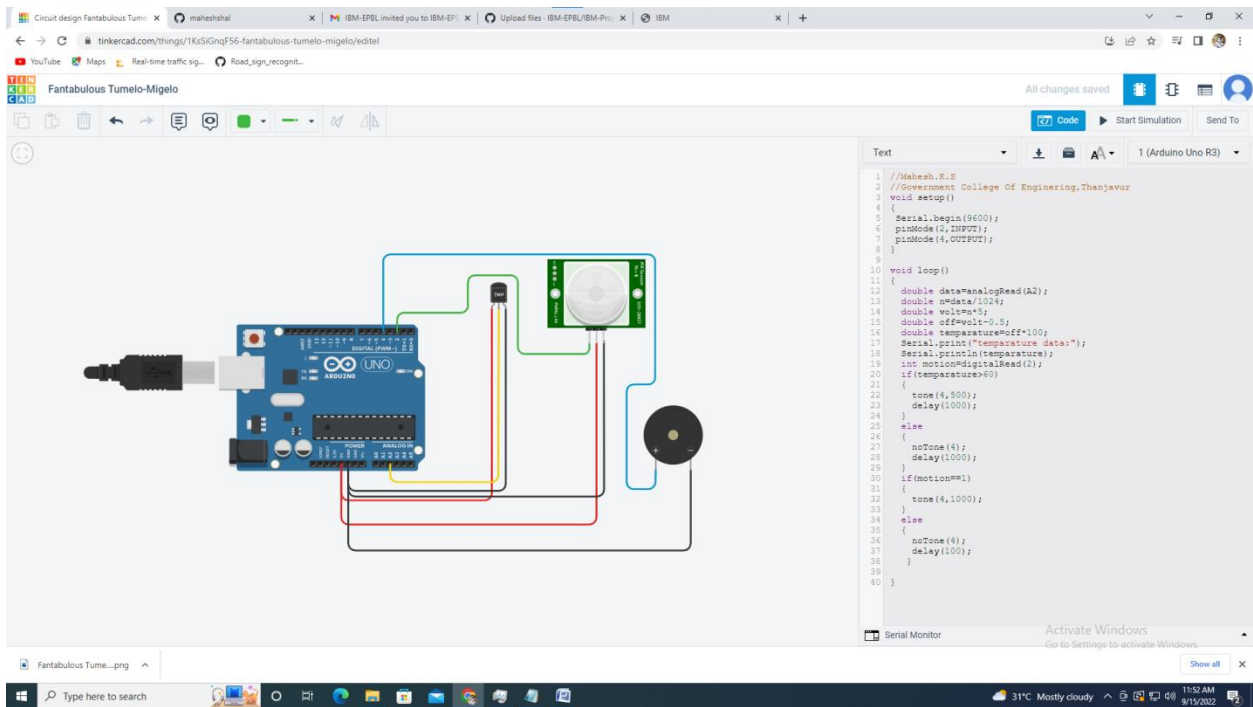 Circuit design Fantabulous Tume
maheshshal
IBM-EPBL invited you to IBM-EPB
Upload files · IBM-EPBL/IBM-Proj
IBM
tinkercad.com/things/1KsSiGnqF56-fantabulous-tumelo-migelo/editel
YouTube
Maps
Real-time traffic sig...
Road_sign_recognit...
TINKERCAD
Fantabulous Tumelo-Migelo
All changes saved
Code
Start Simulation
Send To
Text
1 (Arduino Uno R3)
1 //Mahesh.K.S
2 //Government College Of Enginering,Thanjavur
3 void setup()
4 {
5 Serial.begin(9600);
6 pinMode(2,INPUT);
7 pinMode(4,OUTPUT);
8 }
9
10 void loop()
11 {
12 double data=analogRead(A2);
13 double n=data/1024;
14 double volt=n*5;
15 double off=volt-0.5;
16 double temparature=off*100;
17 Serial.print("temparature data:");
18 Serial.println(temparature);
19 int motion=digitalRead(2);
20 if(temparature>60)
21 {
22 tone(4,500);
23 delay(1000);
24 }
25 else
26 {
27 noTone(4);
28 delay(1000);
29 }
30 if(motion==1)
31 {
32 tone(4,1000);
33 }
34 else
35 {
36 noTone(4);
37 delay(100);
38 }
39
40 }
TMP
DIGITAL (PWM~)
UNO
ARDUINO
POWER
ANALOG IN
Serial Monitor
Activate Windows
Go to Settings to activate Windows.
Fantabulous Tume....png
Show all
Type here to search
31°C Mostly cloudy
11:52 AM
9/15/2022